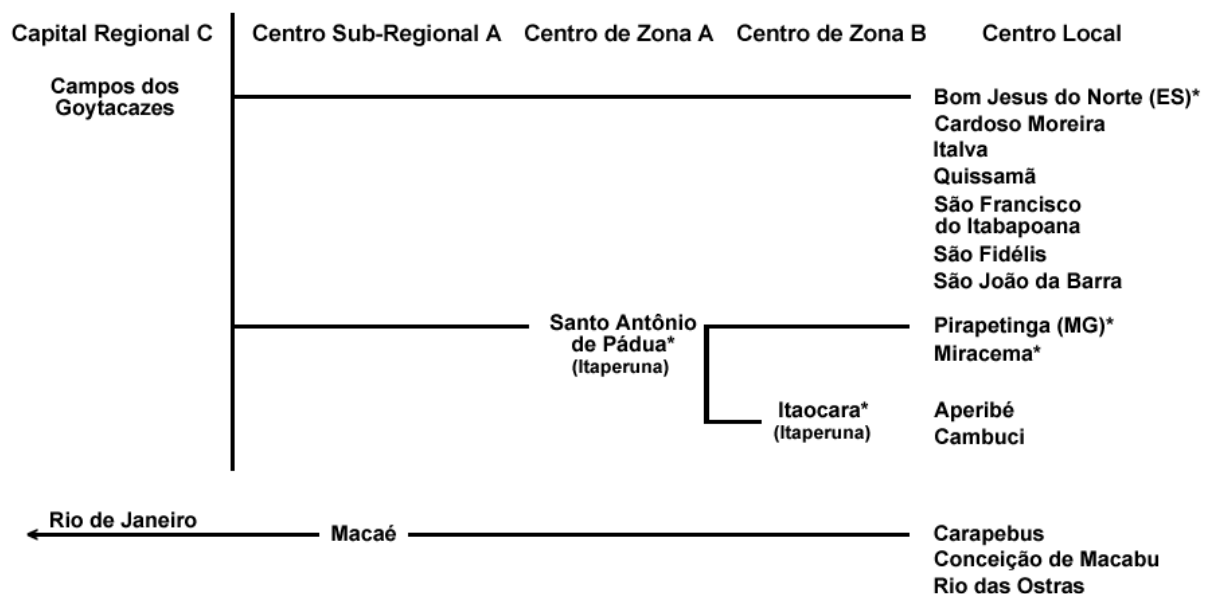 Capital Regional C
Centro Sub-Regional A
Centro de Zona A
Centro de Zona B
Centro Local
Campos dos
Goytacazes
Bom Jesus do Norte (ES)*
Cardoso Moreira
Italva
Quissamã
São Francisco
do Itabapoana
São Fidélis
São João da Barra
Santo Antônio
de Pádua*
(Itaperuna)
Pirapetinga (MG)*
Miracema*
Itaocara*
(Itaperuna)
Aperibé
Cambuci
Rio de Janeiro
Macaé
Carapebus
Conceição de Macabu
Rio das Ostras